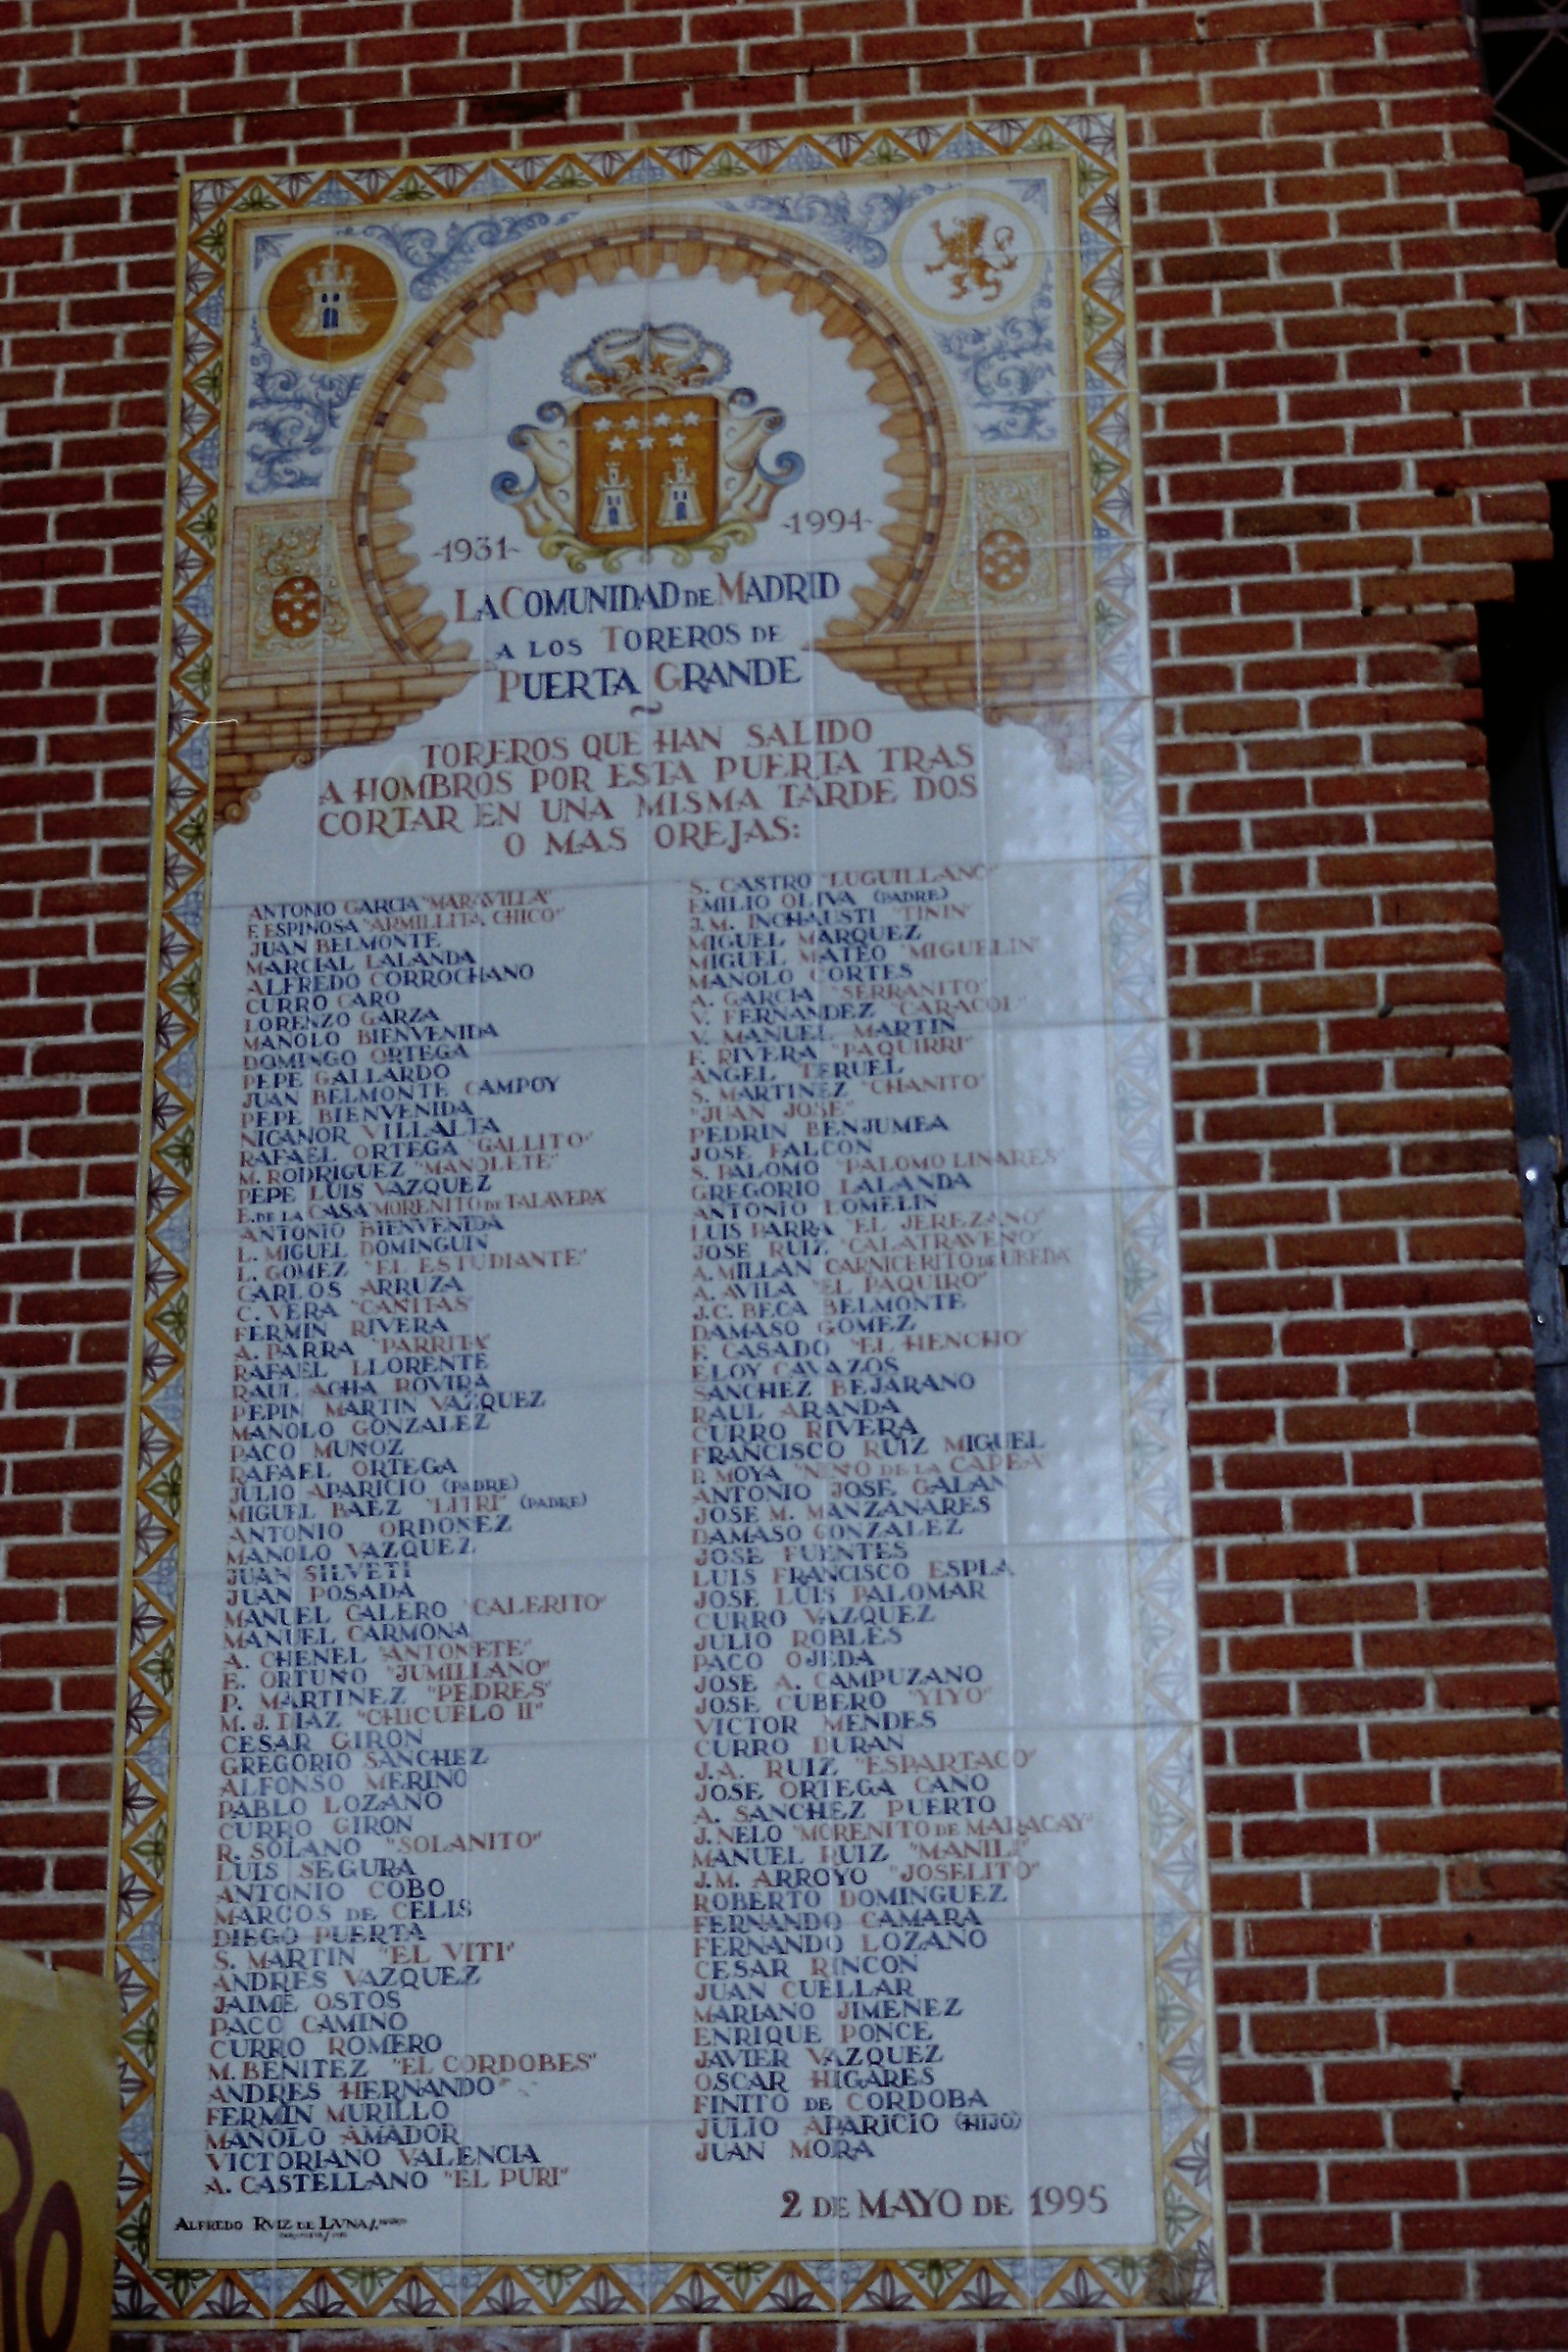 -1931-
-1994-
LA COMUNIDAD DE MADRID
A LOS TOREROS DE
PUERTA GRANDE
~
TOREROS QUE HAN SALIDO
A HOMBROS POR ESTA PUERTA TRAS
CORTAR EN UNA MISMA TARDE DOS
O MAS OREJAS:
ANTONIO GARCIA "MARAVILLA"
F. ESPINOSA "ARMILLITA CHICO"
JUAN BELMONTE
MARCIAL LALANDA
ALFREDO CORROCHANO
CURRO CARO
LORENZO GARZA
MANOLO BIENVENIDA
DOMINGO ORTEGA
PEPE GALLARDO
JUAN BELMONTE CAMPOY
PEPE BIENVENIDA
NICANOR VILLALTA
RAFAEL ORTEGA "GALLITO"
M. RODRIGUEZ "MANOLETE"
PEPE LUIS VAZQUEZ
E. DE LA CASA "MORENITO DE TALAVERA"
ANTONIO BIENVENIDA
L. MIGUEL DOMINGUIN
L. GOMEZ "EL ESTUDIANTE"
CARLOS ARRUZA
C. VERA "CAÑITAS"
FERMIN RIVERA
A. PARRA "PARRITA"
RAFAEL LLORENTE
RAUL ACHA ROVIRA
PEPIN MARTIN VAZQUEZ
MANOLO GONZALEZ
PACO MUÑOZ
RAFAEL ORTEGA
JULIO APARICIO (PADRE)
MIGUEL BAEZ "LITRI" (PADRE)
ANTONIO ORDOÑEZ
MANOLO VAZQUEZ
JUAN SILVETI
JUAN POSADA
MANUEL CALERO "CALERITO"
MANUEL CARMONA
A. CHENEL "ANTOÑETE"
E. ORTUÑO "JUMILLANO"
P. MARTINEZ "PEDRES"
M. J. DIAZ "CHICUELO II"
CESAR GIRON
GREGORIO SANCHEZ
ALFONSO MERINO
PABLO LOZANO
CURRO GIRON
R. SOLANO "SOLANITO"
LUIS SEGURA
ANTONIO COBO
MARCOS DE CELIS
DIEGO PUERTA
S. MARTIN "EL VITI"
ANDRES VAZQUEZ
JAIME OSTOS
PACO CAMINO
CURRO ROMERO
M. BENITEZ "EL CORDOBES"
ANDRES HERNANDO
FERMIN MURILLO
MANOLO AMADOR
VICTORIANO VALENCIA
A. CASTELLANO "EL PURI"
S. CASTRO "LUGUILLANO"
EMILIO OLIVA (PADRE)
J.M. INCHAUSTI "TININ"
MIGUEL MARQUEZ
MIGUEL MATEO "MIGUELIN"
MANOLO CORTES
A. GARCIA "SERRANITO"
V. FERNANDEZ "CARACOL"
V. MANUEL MARTIN
F. RIVERA "PAQUIRRI"
ANGEL TERUEL
S. MARTINEZ "CHANITO"
"JUAN JOSE"
PEDRIN BENJUMEA
JOSE FALCON
S. PALOMO "PALOMO LINARES"
GREGORIO LALANDA
ANTONIO LOMELIN
LUIS PARRA "EL JEREZANO"
JOSE RUIZ "CALATRAVEÑO"
A. MILLAN CARNICERITO DE UBEDA
A. AVILA "EL PAQUIRO"
J.C. BECA BELMONTE
DAMASO GOMEZ
F. CASADO "EL HENCHO"
ELOY CAVAZOS
SANCHEZ BEJARANO
RAUL ARANDA
CURRO RIVERA
FRANCISCO RUIZ MIGUEL
P. MOYA "NIÑO DE LA CAPEA"
ANTONIO JOSE GALAN
JOSE M. MANZANARES
DAMASO GONZALEZ
JOSE FUENTES
LUIS FRANCISCO ESPLA
JOSE LUIS PALOMAR
CURRO VAZQUEZ
JULIO ROBLES
PACO OJEDA
JOSE A. CAMPUZANO
JOSE CUBERO "YIYO"
VICTOR MENDES
CURRO DURAN
J.A. RUIZ "ESPARTACO"
JOSE ORTEGA CANO
A. SANCHEZ PUERTO
J. NELO "MORENITO DE MARACAY"
MANUEL RUIZ "MANILI"
J.M. ARROYO "JOSELITO"
ROBERTO DOMINGUEZ
FERNANDO CAMARA
FERNANDO LOZANO
CESAR RINCON
JUAN CUELLAR
MARIANO JIMENEZ
ENRIQUE PONCE
JAVIER VAZQUEZ
OSCAR HIGARES
FINITO DE CORDOBA
JULIO APARICIO (HIJO)
JUAN MORA
2 DE MAYO DE 1995
ALFREDO RVIZ DE LVNA